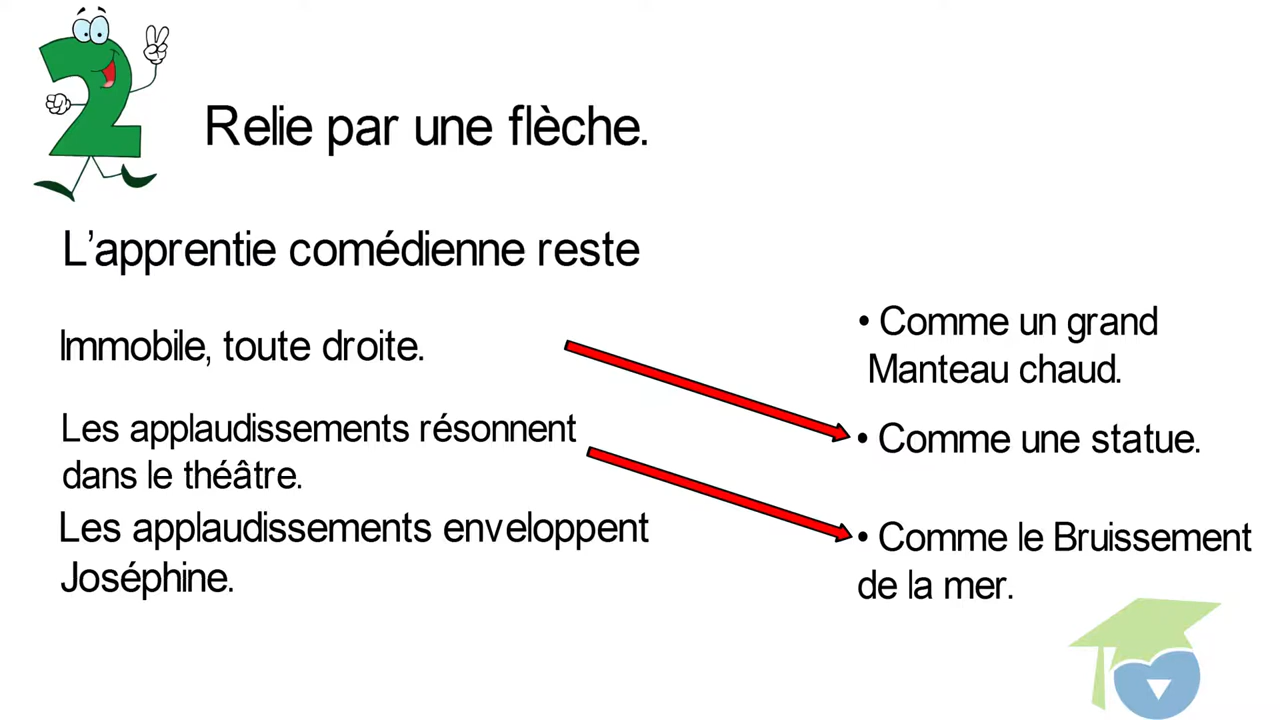 2
Relie par une flèche.
L’apprentie comédienne reste
Immobile, toute droite.
Les applaudissements résonnent
dans le théâtre.
Les applaudissements enveloppent
Joséphine.
• Comme un grand
Manteau chaud.
• Comme une statue.
• Comme le Bruissement
de la mer.